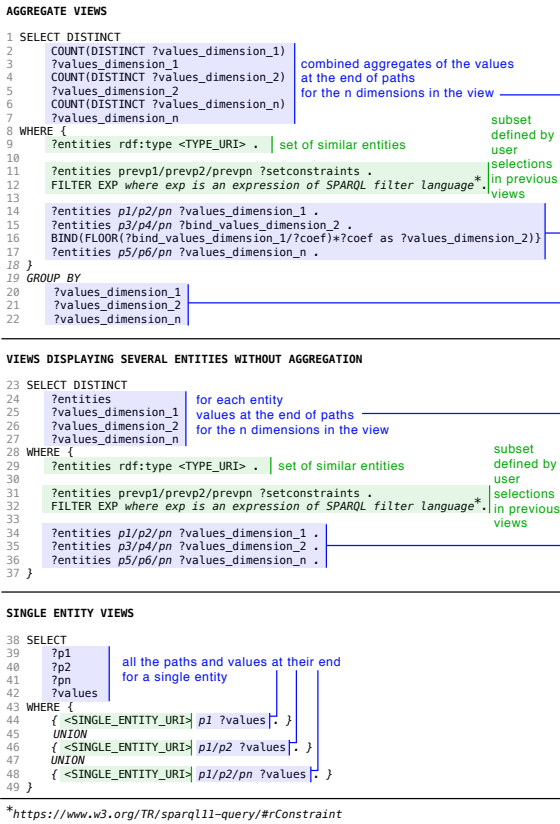 AGGREGATE VIEWS
1 SELECT DISTINCT
2 COUNT(DISTINCT ?values_dimension_1)
3 ?values_dimension_1 combined aggregates of the values
4 COUNT(DISTINCT ?values_dimension_2) at the end of paths
5 ?values_dimension_2 for the n dimensions in the view
6 COUNT(DISTINCT ?values_dimension_n)
7 ?values_dimension_n
8 WHERE {
9 ?entities rdf:type <TYPE_URI> . set of similar entities
10
11 ?entities prevp1/prevp2/prevpn ?setconstraints .
12 FILTER EXP where exp is an expression of SPARQL filter language*.
subset
defined by
user
selections
in previous
views
13
14 ?entities p1/p2/pn ?values_dimension_1 .
15 ?entities p3/p4/pn ?bind_values_dimension_2 .
16 BIND(FLOOR(?bind_values_dimension_1/?coef)*?coef as ?values_dimension_2)}
17 ?entities p5/p6/pn ?values_dimension_n .
18 }
19 GROUP BY
20 ?values_dimension_1
21 ?values_dimension_2
22 ?values_dimension_n
VIEWS DISPLAYING SEVERAL ENTITIES WITHOUT AGGREGATION
23 SELECT DISTINCT
24 ?entities for each entity
25 ?values_dimension_1 values at the end of paths
26 ?values_dimension_2 for the n dimensions in the view
27 ?values_dimension_n
28 WHERE {
29 ?entities rdf:type <TYPE_URI> . set of similar entities
30
31 ?entities prevp1/prevp2/prevpn ?setconstraints .
32 FILTER EXP where exp is an expression of SPARQL filter language*.
subset
defined by
user
selections
in previous
views
33
34 ?entities p1/p2/pn ?values_dimension_1 .
35 ?entities p3/p4/pn ?values_dimension_2 .
36 ?entities p5/p6/pn ?values_dimension_n .
37 }
SINGLE ENTITY VIEWS
38 SELECT
39 ?p1
40 ?p2 all the paths and values at their end
41 ?pn for a single entity
42 ?values
43 WHERE {
44 { <SINGLE_ENTITY_URI> p1 ?values . }
45 UNION
46 { <SINGLE_ENTITY_URI> p1/p2 ?values . }
47 UNION
48 { <SINGLE_ENTITY_URI> p1/p2/pn ?values . }
49 }
*https://www.w3.org/TR/sparql11-query/#rConstraint